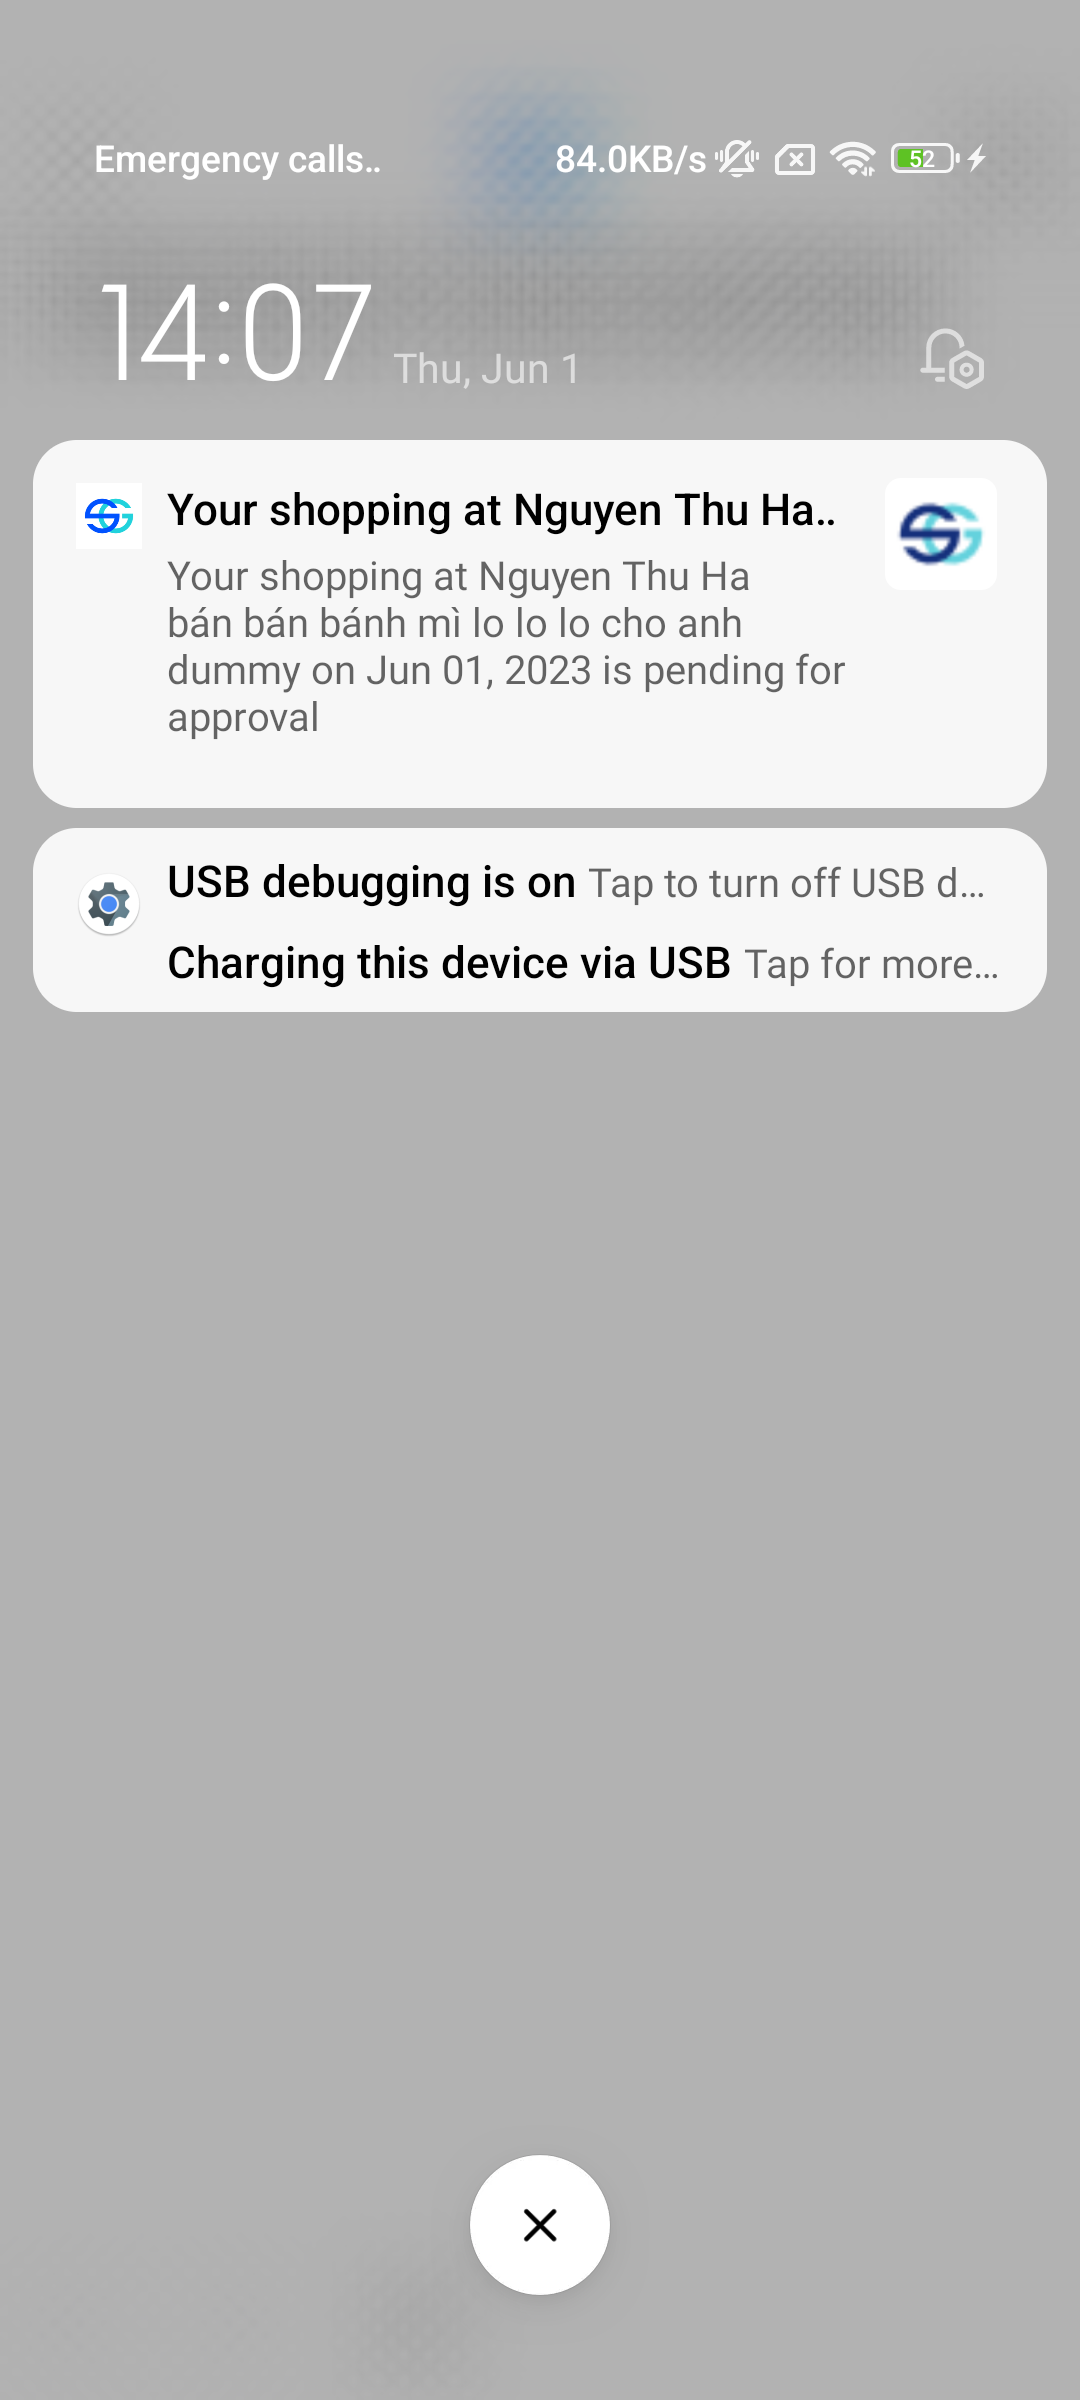 Emergency calls..
84.0KB/s
52
14:07
Thu, Jun 1
SG
Your shopping at Nguyen Thu Ha..
SG
Your shopping at Nguyen Thu Ha
bán bán bánh mì lo lo lo cho anh
dummy on Jun 01, 2023 is pending for
approval
USB debugging is on Tap to turn off USB d...
Charging this device via USB Tap for more...